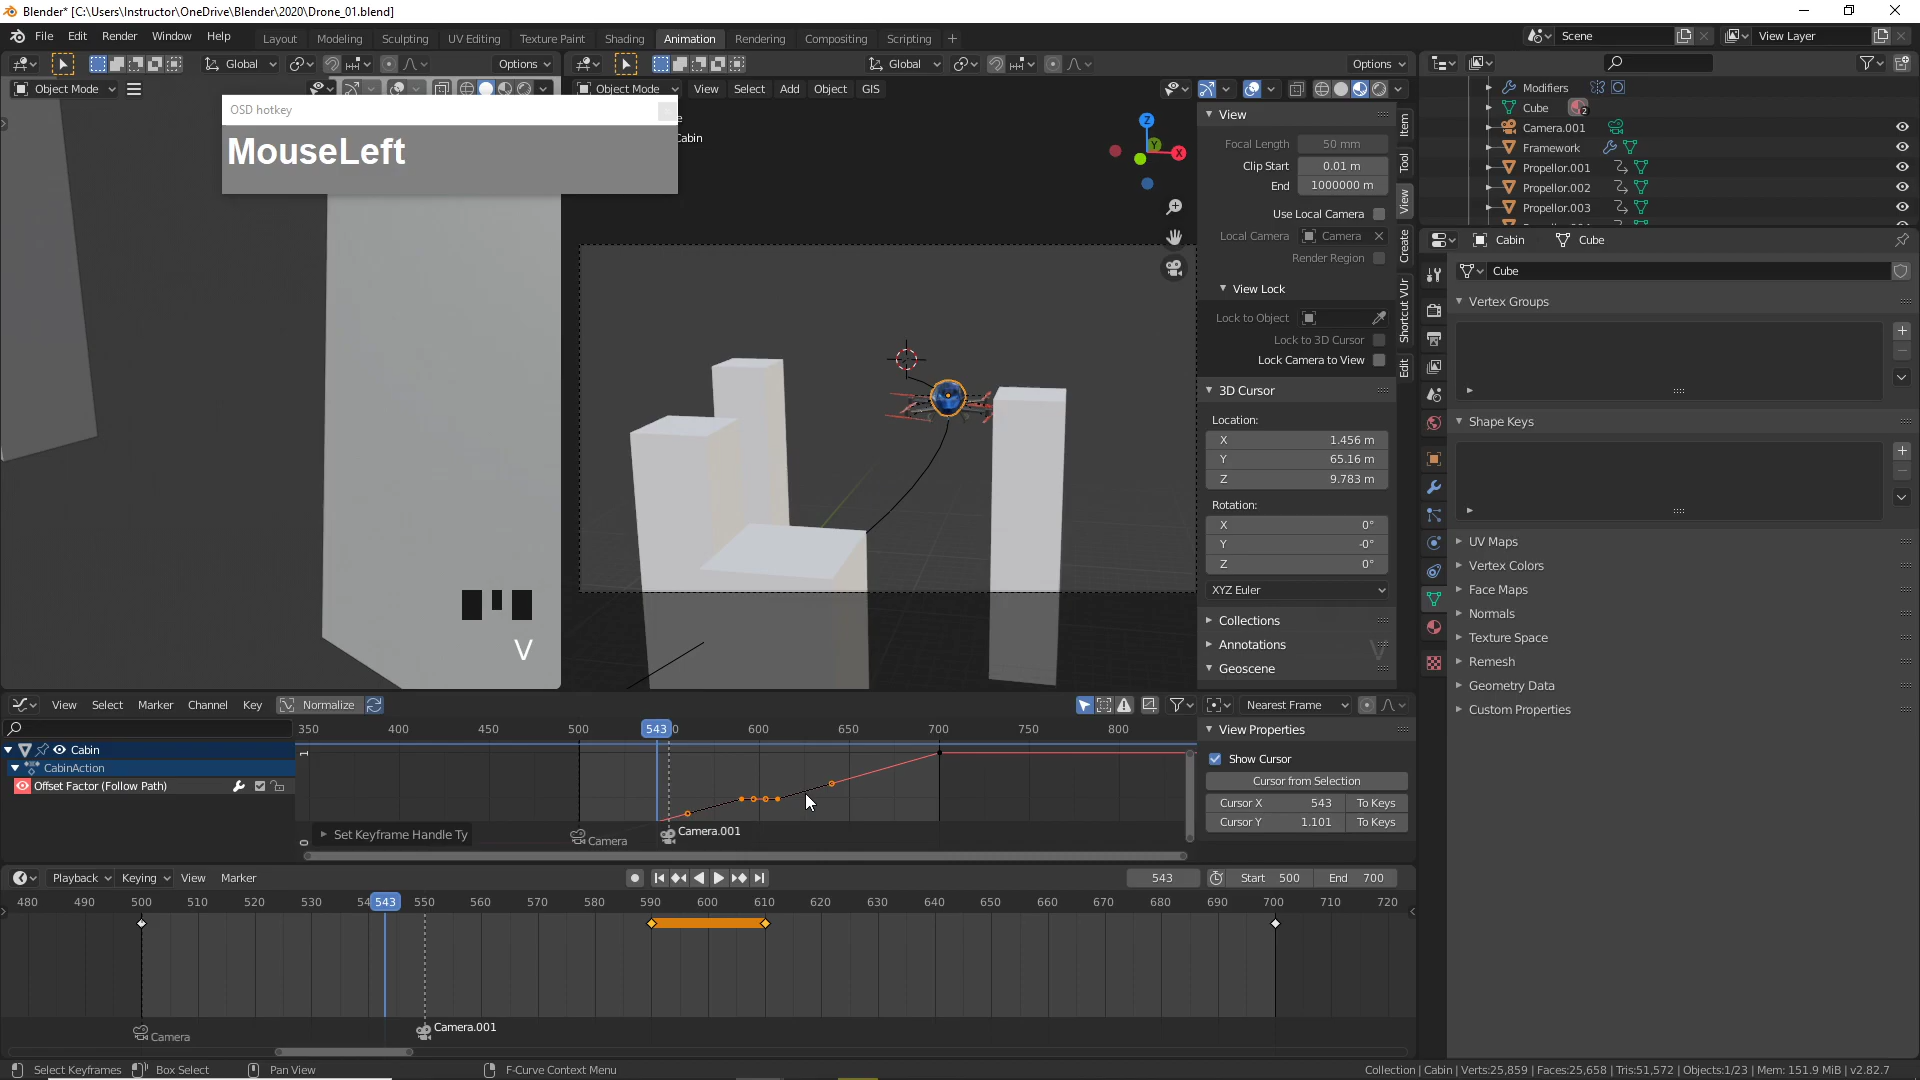 Blender* [C:\Users\Instructor\OneDrive\Blender\2020\Drone_01.blend]
File Edit Render Window Help Layout Modeling Sculpting UV Editing Texture Paint Shading Animation Rendering Compositing Scripting + Scene View Layer
Global Options Global Options
Object Mode Object Mode View Select Add Object GIS
OSD hotkey
MouseLeft
Cabin
Z
Y
X
View
Focal Length 50 mm
Clip Start 0.01 m
End 1000000 m
Use Local Camera
Local Camera Camera
Render Region
View Lock
Lock to Object
Lock to 3D Cursor
Lock Camera to View
3D Cursor
Location:
X 1.456 m
Y 65.16 m
Z 9.783 m
Rotation:
X 0°
Y -0°
Z 0°
XYZ Euler
Collections
Annotations
Geoscene
Item
Tool
View
Create
Shortcut VUr
Edit
V
V
Modifiers
Cube 2
Camera.001
Framework
Propellor.001
Propellor.002
Propellor.003
Cabin Cube
Cube
Vertex Groups
Shape Keys
UV Maps
Vertex Colors
Face Maps
Normals
Texture Space
Remesh
Geometry Data
Custom Properties
View Select Marker Channel Key Normalize Nearest Frame
350 400 450 500 543 600 650 700 750 800
Cabin
CabinAction
Offset Factor (Follow Path)
1
0
Set Keyframe Handle Ty
Camera
Camera.001
View Properties
Show Cursor
Cursor from Selection
Cursor X 543 To Keys
Cursor Y 1.101 To Keys
Playback Keying View Marker 543 Start 500 End 700
480 490 500 510 520 530 543 550 560 570 580 590 600 610 620 630 640 650 660 670 680 690 700 710 720
Camera
Camera.001
Select Keyframes Box Select Pan View F-Curve Context Menu Collection | Cabin | Verts:25,859 | Faces:25,658 | Tris:51,572 | Objects:1/23 | Mem: 151.9 MiB | v2.82.7